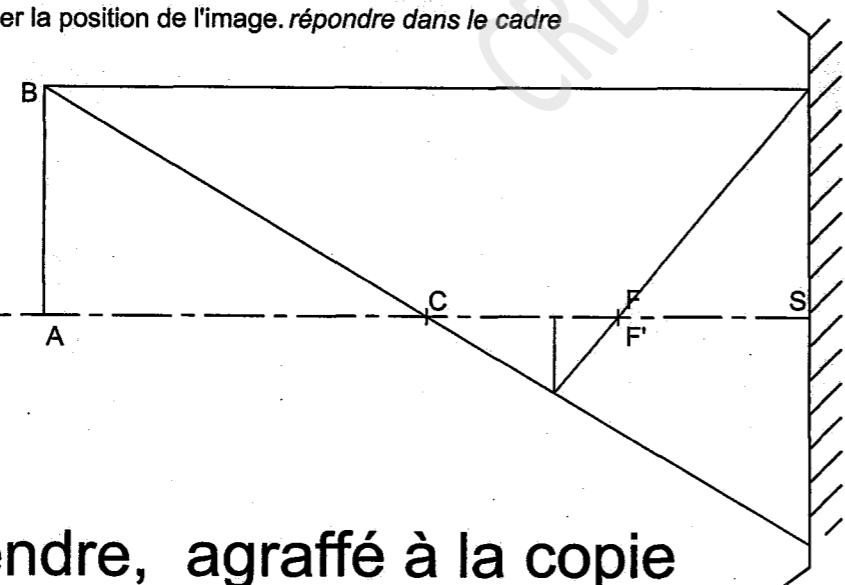 er la position de l'image. répondre dans le cadre
B
C
F
S
A
F'
endre, agraffé à la copie